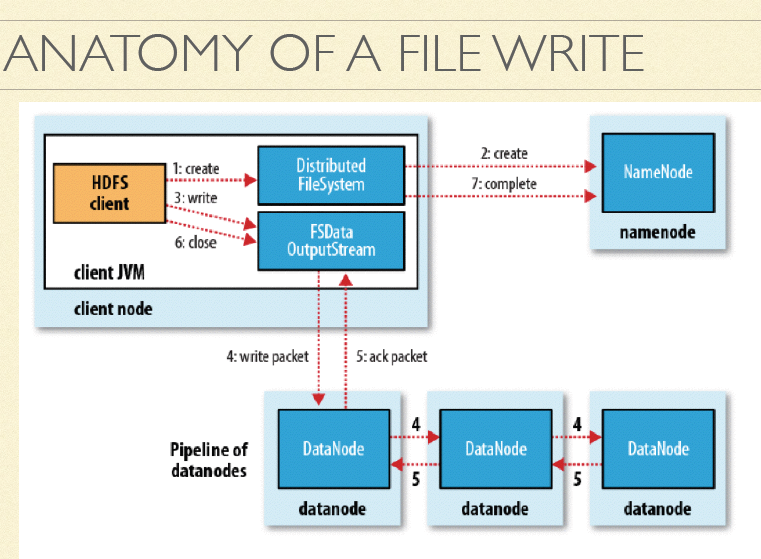 ANATOMY OF A FILE WRITE
HDFS
client
1: create
3: write
6: close
Distributed
FileSystem
FSData
OutputStream
client JVM
client node
2: create
7: complete
NameNode
namenode
4: write packet
5: ack packet
Pipeline of
datanodes
DataNode
datanode
4
5
DataNode
datanode
4
5
DataNode
datanode